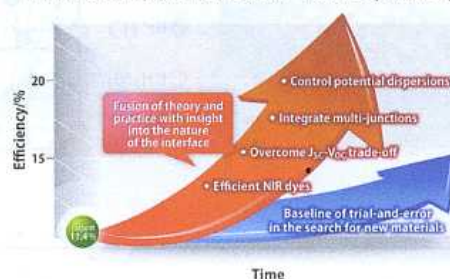 Efficiency/%
20
15
Fusion of theory and
practice with insight
into the nature
of the interface
• Control potential dispersions
• Integrate multi-junctions
• Overcome JSC-VOC trade-off
• Efficient NIR dyes
11.4%
Baseline of trial-and-error
in the search for new materials
Time